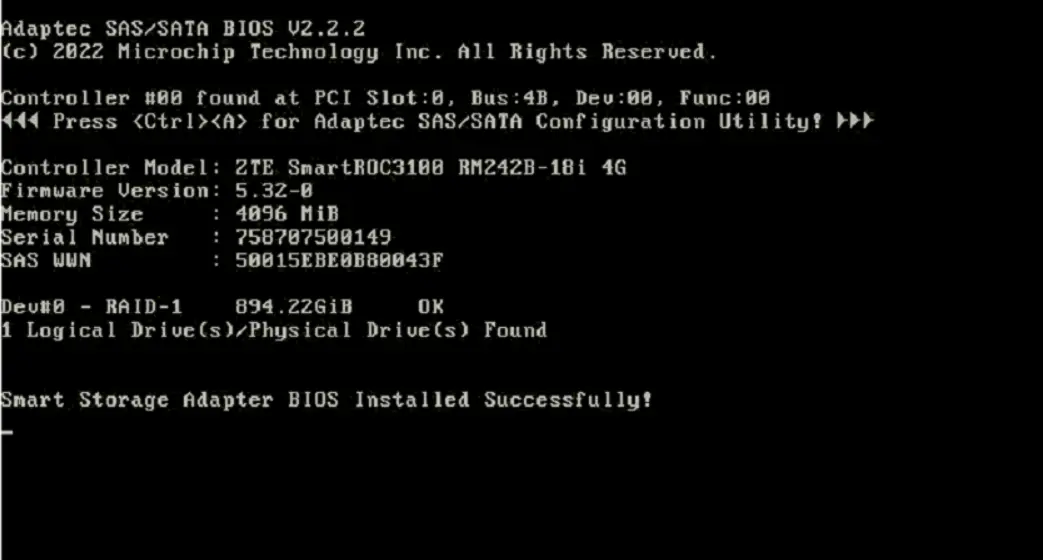 Adaptec SAS/SATA BIOS V2.2.2
(c) 2022 Microchip Technology Inc. All Rights Reserved.
Controller #00 found at PCI Slot:0, Bus:4B, Dev:00, Func:00
◄◄◄ Press <Ctrl><A> for Adaptec SAS/SATA Configuration Utility! ►►►
Controller Model: ZTE SmartROC3100 RM242B-18i 4G
Firmware Version: 5.32-0
Memory Size : 4096 MiB
Serial Number : 758707500149
SAS WWN : 50015EBE0B80043F
Dev#0 - RAID-1 894.22GiB OK
1 Logical Drive(s)/Physical Drive(s) Found
Smart Storage Adapter BIOS Installed Successfully!